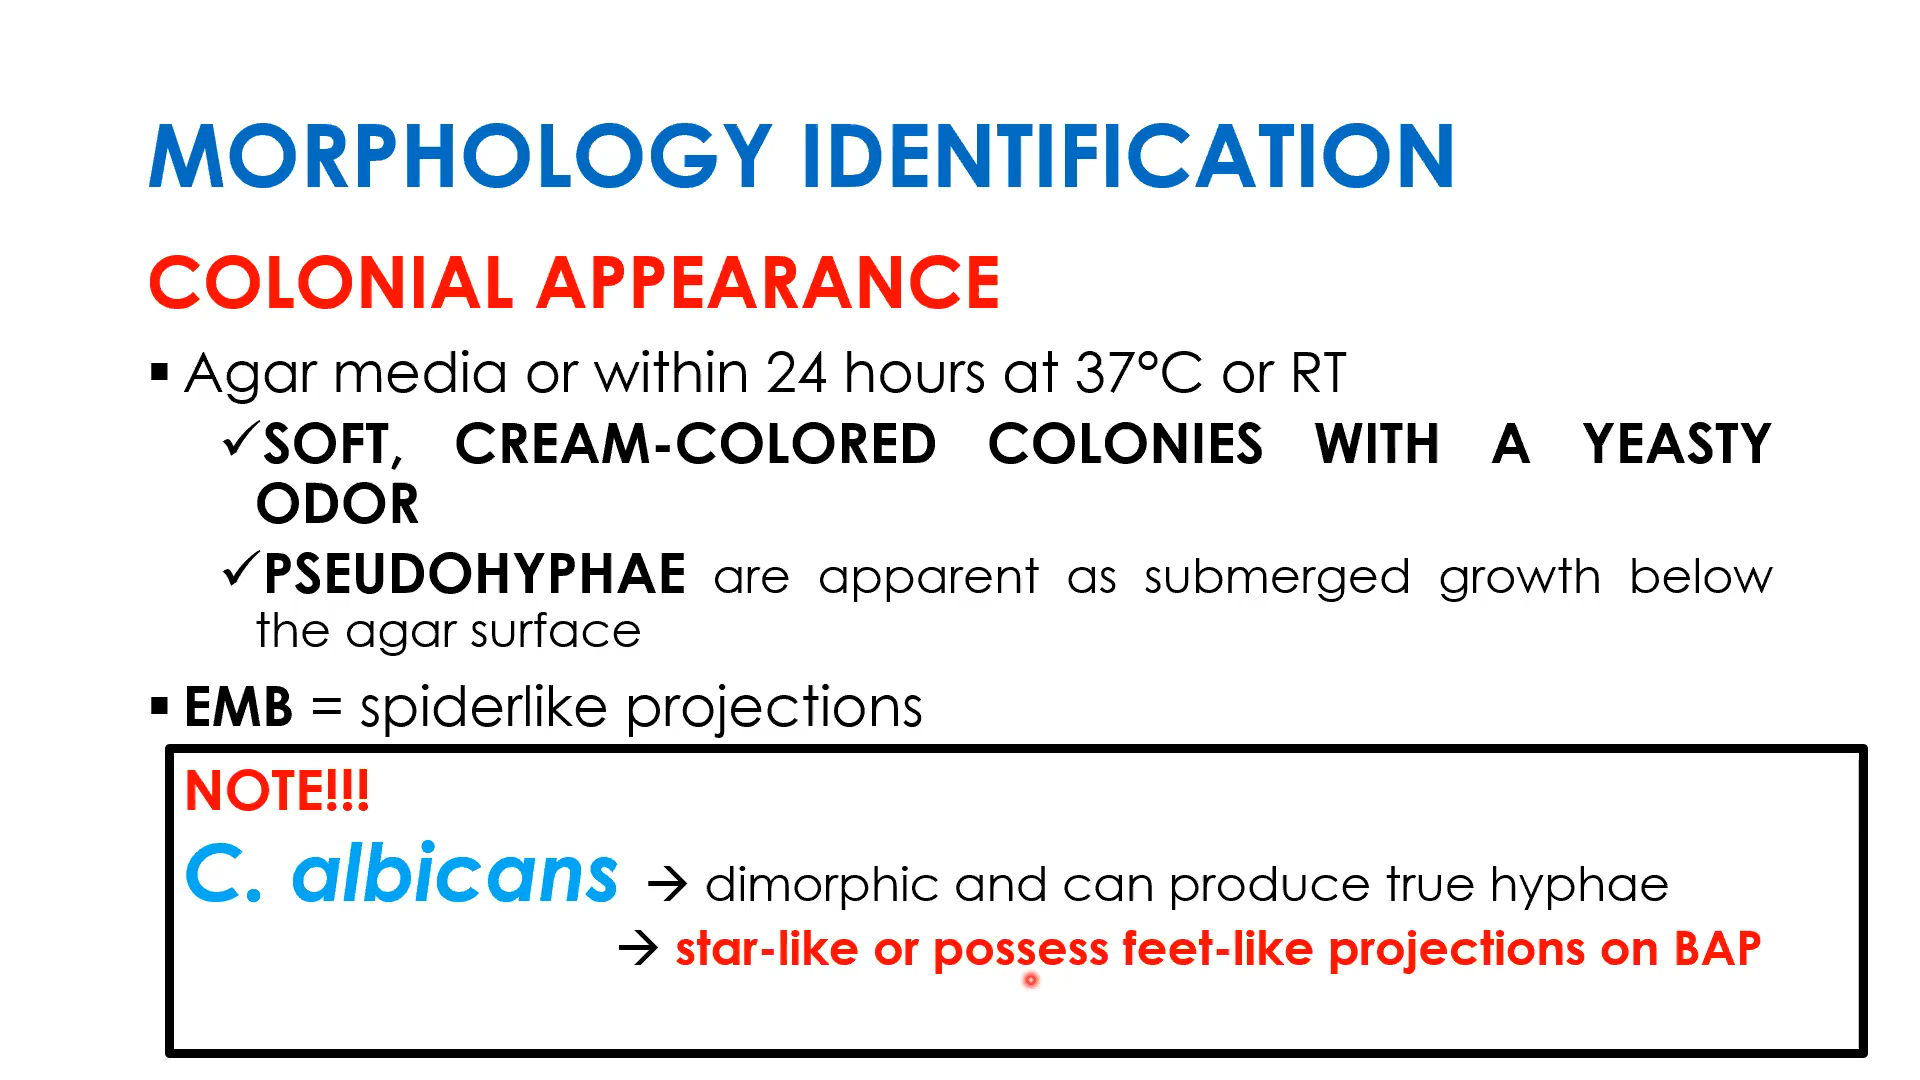 MORPHOLOGY IDENTIFICATION
COLONIAL APPEARANCE
▪ Agar media or within 24 hours at 37°C or RT
✓SOFT, CREAM-COLORED COLONIES WITH A YEASTY
ODOR
✓PSEUDOHYPHAE are apparent as submerged growth below
the agar surface
▪ EMB = spiderlike projections
NOTE!!!
C. albicans → dimorphic and can produce true hyphae
→ star-like or possess feet-like projections on BAP